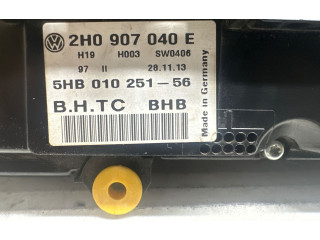 2H0 907 040 E
H19 H003 SW0406
97 II 28.11.13
5HB 010 251-56
B.H.TC BHB
Made in Germany